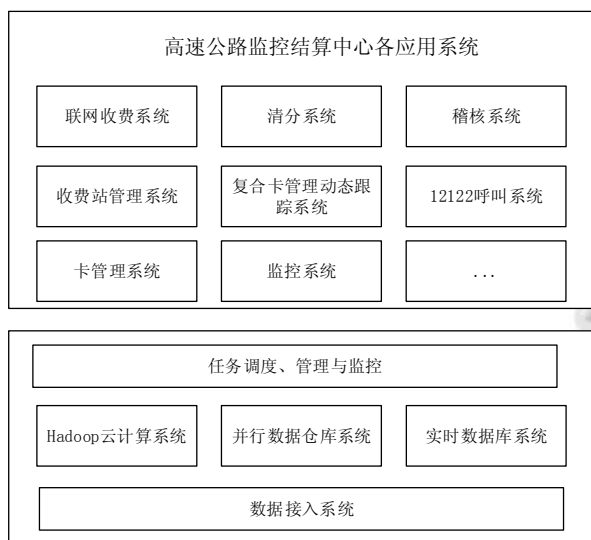 高速公路监控结算中心各应用系统
联网收费系统
清分系统
稽核系统
收费站管理系统
复合卡管理动态跟
踪系统
12122呼叫系统
卡管理系统
监控系统
...
任务调度、管理与监控
Hadoop云计算系统
并行数据仓库系统
实时数据库系统
数据接入系统